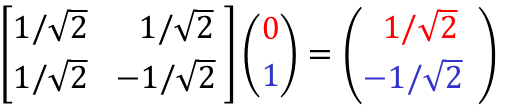 [1/√2 1/√2] (0) = (1/√2)
[1/√2 −1/√2] (1) = (−1/√2)